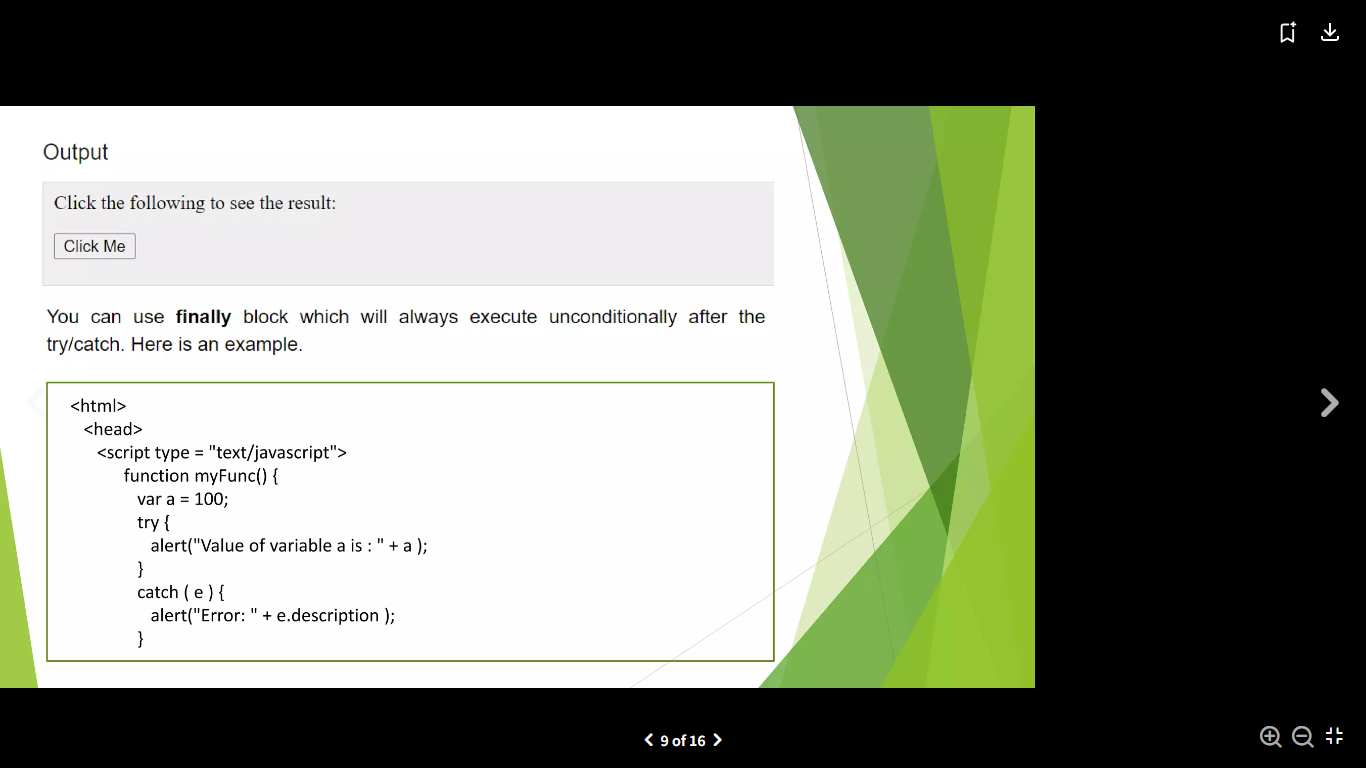 Output
Click the following to see the result:
Click Me
You can use finally block which will always execute unconditionally after the
try/catch. Here is an example.
<html>
<head>
<script type = "text/javascript">
function myFunc() {
var a = 100;
try {
alert("Value of variable a is : " + a );
}
catch ( e ) {
alert("Error: " + e.description );
}
9 of 16